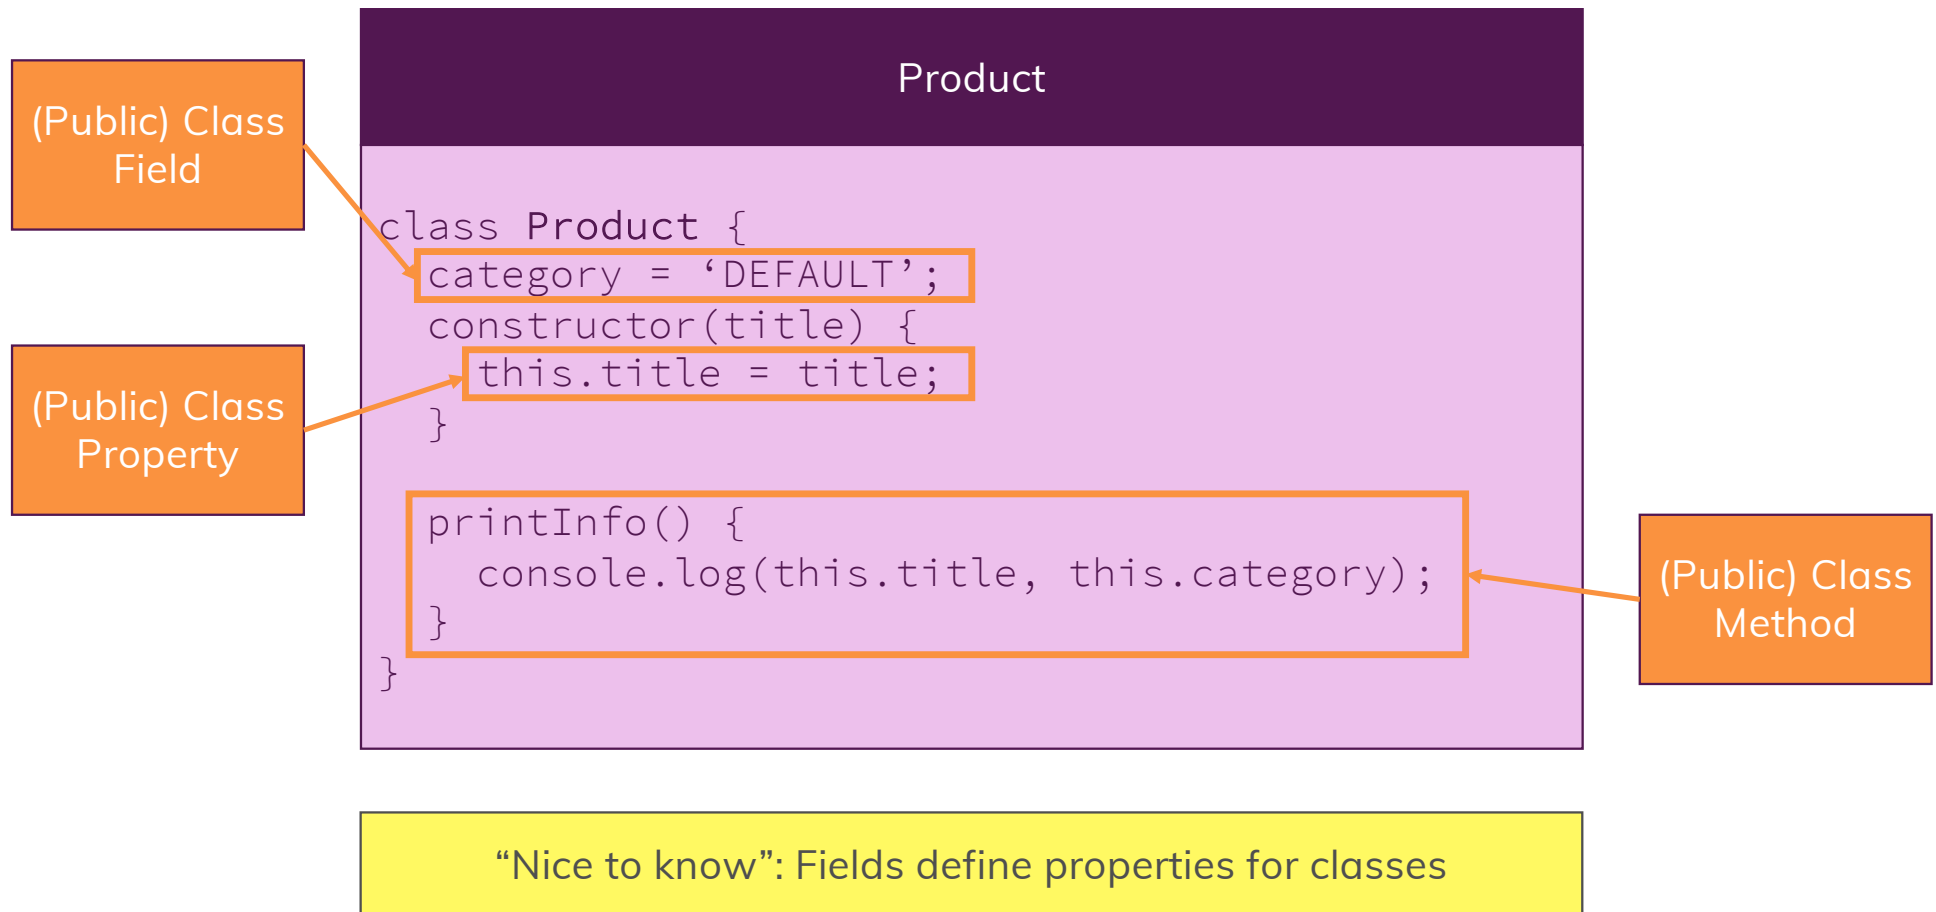 Product
(Public) Class
Field
class Product {
category = ‘DEFAULT’;
constructor(title) {
this.title = title;
}
(Public) Class
Property
printInfo() {
console.log(this.title, this.category);
}
}
(Public) Class
Method
“Nice to know”: Fields define properties for classes